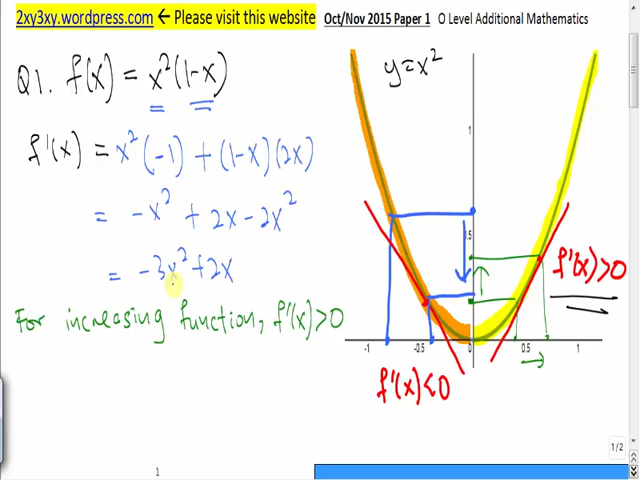 2xy3xy.wordpress.com ← Please visit this website Oct/Nov 2015 Paper 1 O Level Additional Mathematics
Q1. f(x) = x²(1-x)
y=x²
f'(x) = x²(-1) + (1-x)(2x)
= -x² + 2x - 2x²
= -3x² + 2x
For increasing function, f'(x) > 0
f'(x)>0
f'(x)<0
1
.5
-1 -0.5 0 0.5 1
1/2
1